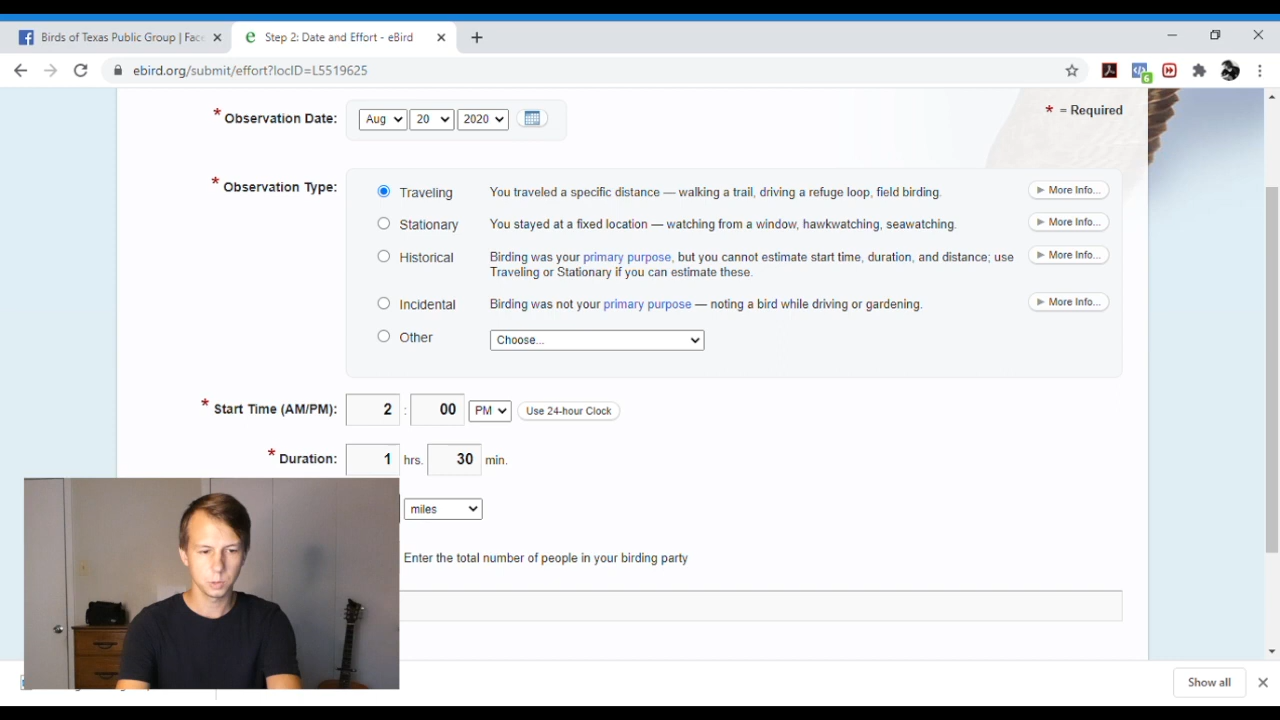 Birds of Texas Public Group | Fac
Step 2: Date and Effort - eBird
ebird.org/submit/effort?locID=L5519625
6
* Observation Date:
Aug 20 2020
* = Required
* Observation Type:
Traveling You traveled a specific distance — walking a trail, driving a refuge loop, field birding. More Info...
Stationary You stayed at a fixed location — watching from a window, hawkwatching, seawatching. More Info...
Historical Birding was your primary purpose, but you cannot estimate start time, duration, and distance; use
Traveling or Stationary if you can estimate these. More Info...
Incidental Birding was not your primary purpose — noting a bird while driving or gardening. More Info...
Other Choose...
* Start Time (AM/PM): 2 : 00 PM Use 24-hour Clock
* Duration: 1 hrs. 30 min.
miles
Enter the total number of people in your birding party
Show all